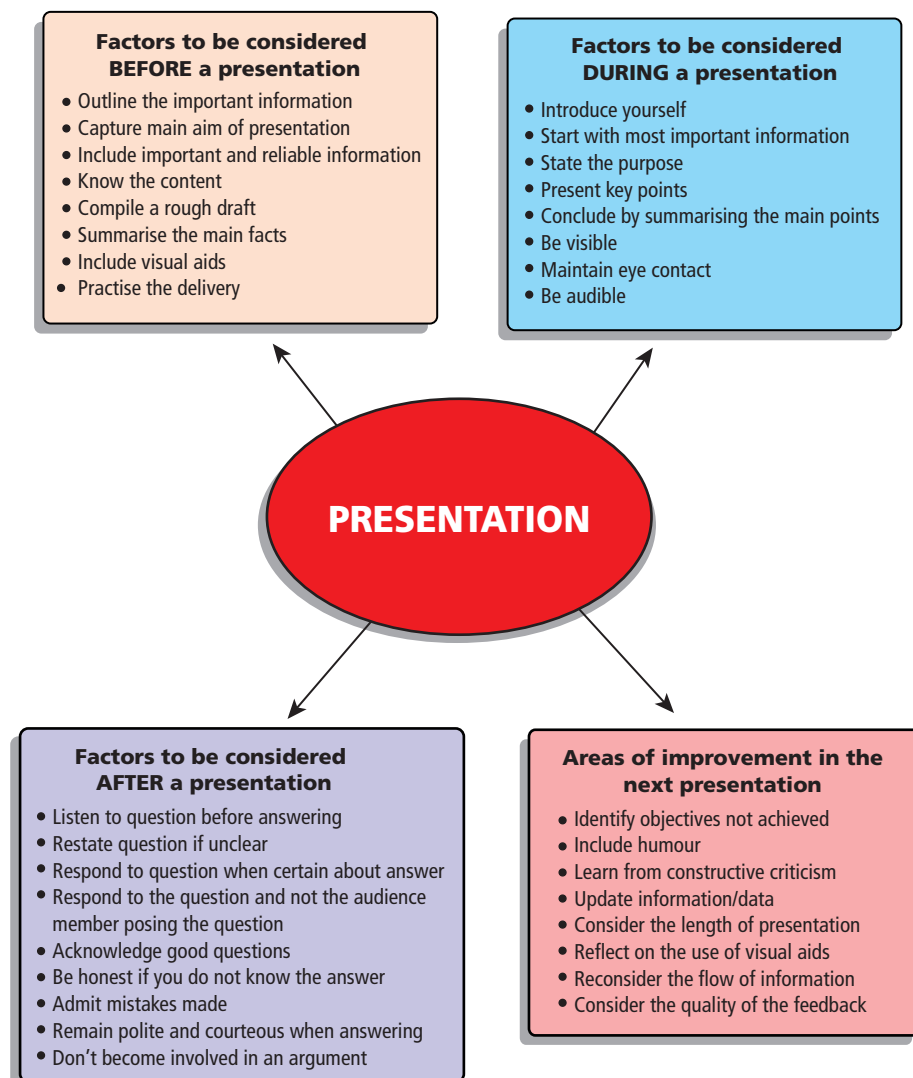 Factors to be considered
BEFORE a presentation
• Outline the important information
• Capture main aim of presentation
• Include important and reliable information
• Know the content
• Compile a rough draft
• Summarise the main facts
• Include visual aids
• Practise the delivery
Factors to be considered
DURING a presentation
• Introduce yourself
• Start with most important information
• State the purpose
• Present key points
• Conclude by summarising the main points
• Be visible
• Maintain eye contact
• Be audible
PRESENTATION
Factors to be considered
AFTER a presentation
• Listen to question before answering
• Restate question if unclear
• Respond to question when certain about answer
• Respond to the question and not the audience
member posing the question
• Acknowledge good questions
• Be honest if you do not know the answer
• Admit mistakes made
• Remain polite and courteous when answering
• Don’t become involved in an argument
Areas of improvement in the
next presentation
• Identify objectives not achieved
• Include humour
• Learn from constructive criticism
• Update information/data
• Consider the length of presentation
• Reflect on the use of visual aids
• Reconsider the flow of information
• Consider the quality of the feedback